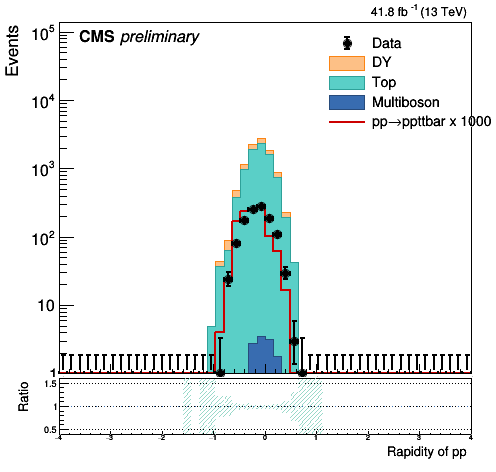 41.8 fb⁻¹ (13 TeV)
CMS preliminary
Events
10⁵
10⁴
10³
10²
10
1
Data
DY
Top
Multiboson
pp→ppttbar x 1000
Ratio
1.5
1
0.5
-4 -3 -2 -1 0 1 2 3 4
Rapidity of pp